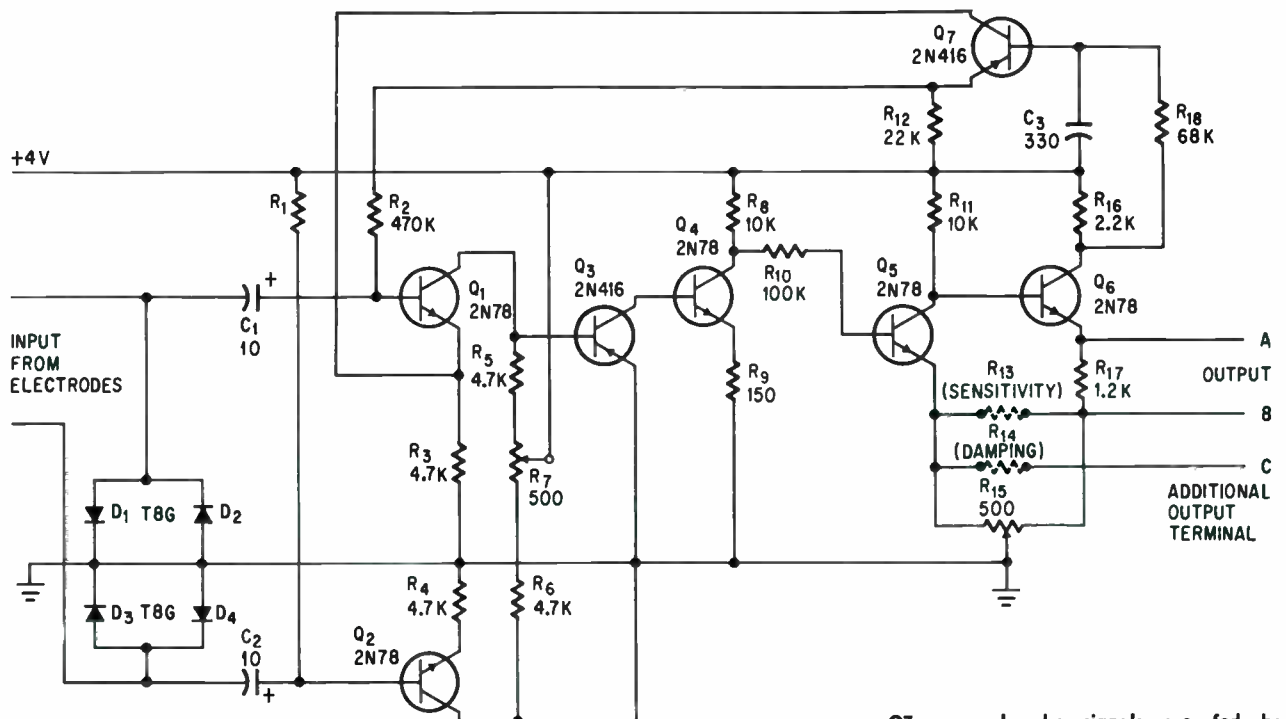 Q7
2N416
R12
22 K
C3
330
R18
68K
+4V
R1
R2
470K
R8
10K
R11
10K
R16
2.2K
Q4
2N78
Q3
2N416
R10
100K
Q5
2N78
Q6
2N78
Q1
2N78
C1
10
INPUT
FROM
ELECTRODES
R5
4.7K
R9
150
R13
(SENSITIVITY)
R17
1.2K
A
OUTPUT
B
R3
4.7K
R7
500
R14
(DAMPING)
C
R15
500
ADDITIONAL
OUTPUT
TERMINAL
D1 T8G D2
D3 T8G D4
R4
4.7K
R6
4.7K
C2
10
+
Q2
2N78
+